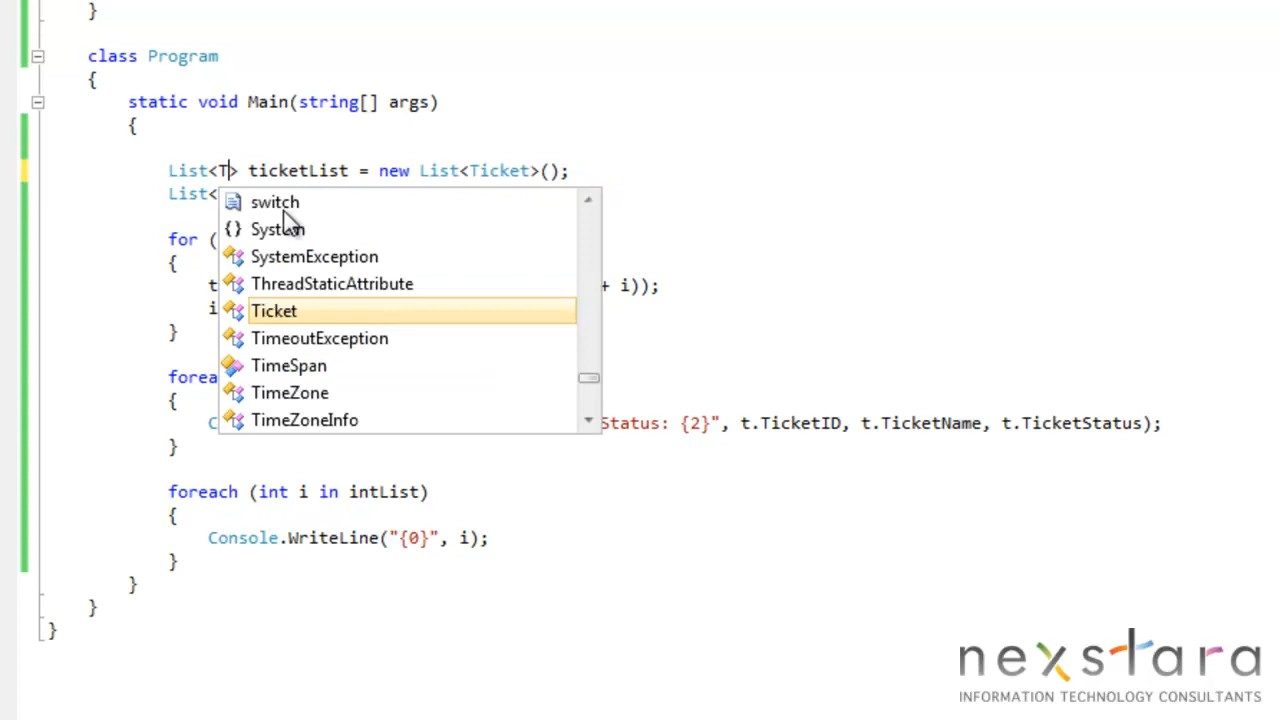 }
class Program
{
static void Main(string[] args)
{
List<T> ticketList = new List<Ticket>();
List<
switch
for (
{} System
{
SystemException
t
ThreadStaticAttribute
+ i));
i
Ticket
}
TimeoutException
TimeSpan
forea
{
TimeZone
C
TimeZoneInfo
Status: {2}", t.TicketID, t.TicketName, t.TicketStatus);
}
foreach (int i in intList)
{
Console.WriteLine("{0}", i);
}
}
}
}
nexstara
INFORMATION TECHNOLOGY CONSULTANTS